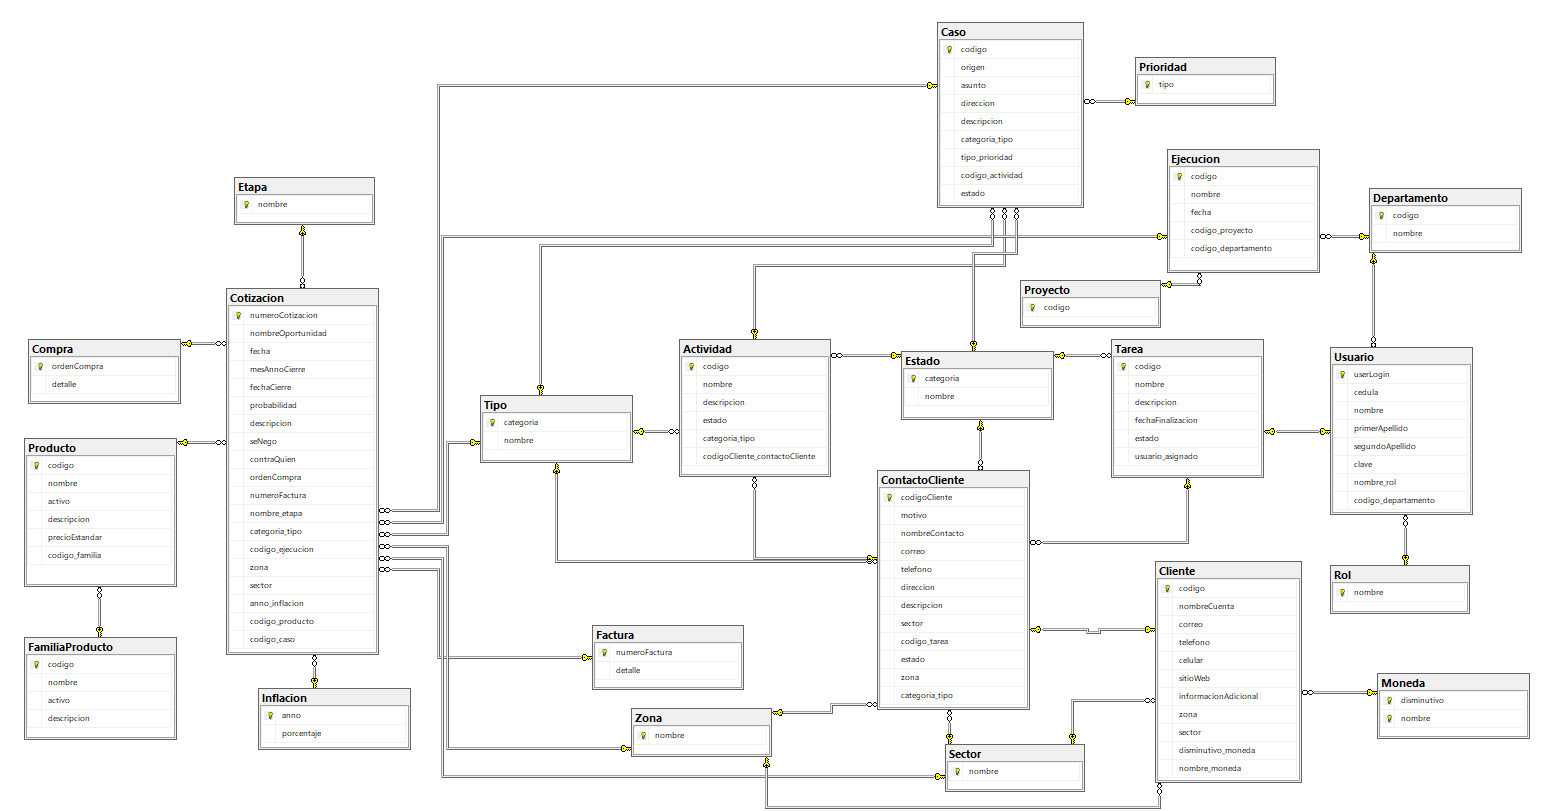 Caso
codigo
origen
asunto
direccion
descripcion
categoria_tipo
tipo_prioridad
codigo_actividad
estado
Prioridad
tipo
Ejecucion
codigo
nombre
fecha
codigo_proyecto
codigo_departamento
Departamento
codigo
nombre
Etapa
nombre
Proyecto
codigo
Cotizacion
numeroCotizacion
nombreOportunidad
fecha
mesAnnoCierre
fechaCierre
probabilidad
descripcion
seNego
contraQuien
ordenCompra
numeroFactura
nombre_etapa
categoria_tipo
codigo_ejecucion
zona
sector
anno_inflacion
codigo_producto
codigo_caso
Compra
ordenCompra
detalle
Actividad
codigo
nombre
descripcion
estado
categoria_tipo
codigoCliente_contactoCliente
Estado
categoria
nombre
Tarea
codigo
nombre
descripcion
fechaFinalizacion
estado
usuario_asignado
Usuario
userLogin
cedula
nombre
primerApellido
segundoApellido
clave
nombre_rol
codigo_departamento
Tipo
categoria
nombre
Producto
codigo
nombre
activo
descripcion
precioEstandar
codigo_familia
ContactoCliente
codigoCliente
motivo
nombreContacto
correo
telefono
direccion
descripcion
sector
codigo_tarea
estado
zona
categoria_tipo
Cliente
codigo
nombreCuenta
correo
telefono
celular
sitioWeb
informacionAdicional
zona
sector
disminutivo_moneda
nombre_moneda
Rol
nombre
FamiliaProducto
codigo
nombre
activo
descripcion
Factura
numeroFactura
detalle
Inflacion
anno
porcentaje
Zona
nombre
Sector
nombre
Moneda
disminutivo
nombre